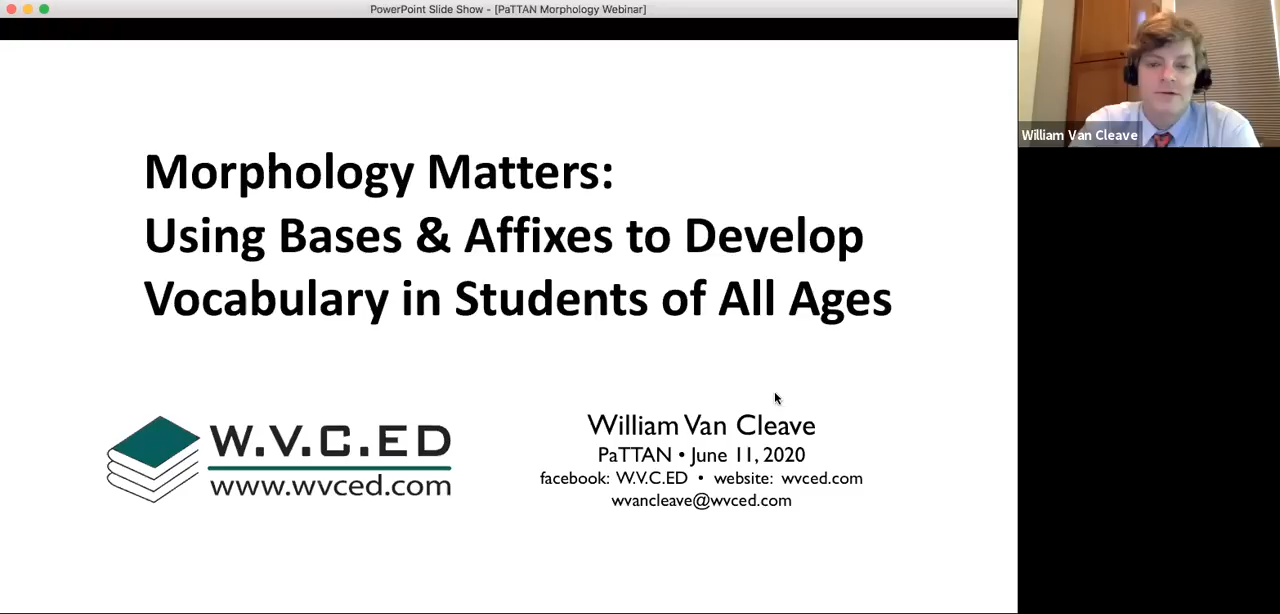 PowerPoint Slide Show - [PaTTAN Morphology Webinar]
William Van Cleave
Morphology Matters:
Using Bases & Affixes to Develop
Vocabulary in Students of All Ages
W.V.C.ED
www.wvced.com
William Van Cleave
PaTTAN • June 11, 2020
facebook: W.V.C.ED • website: wvced.com
wvancleave@wvced.com